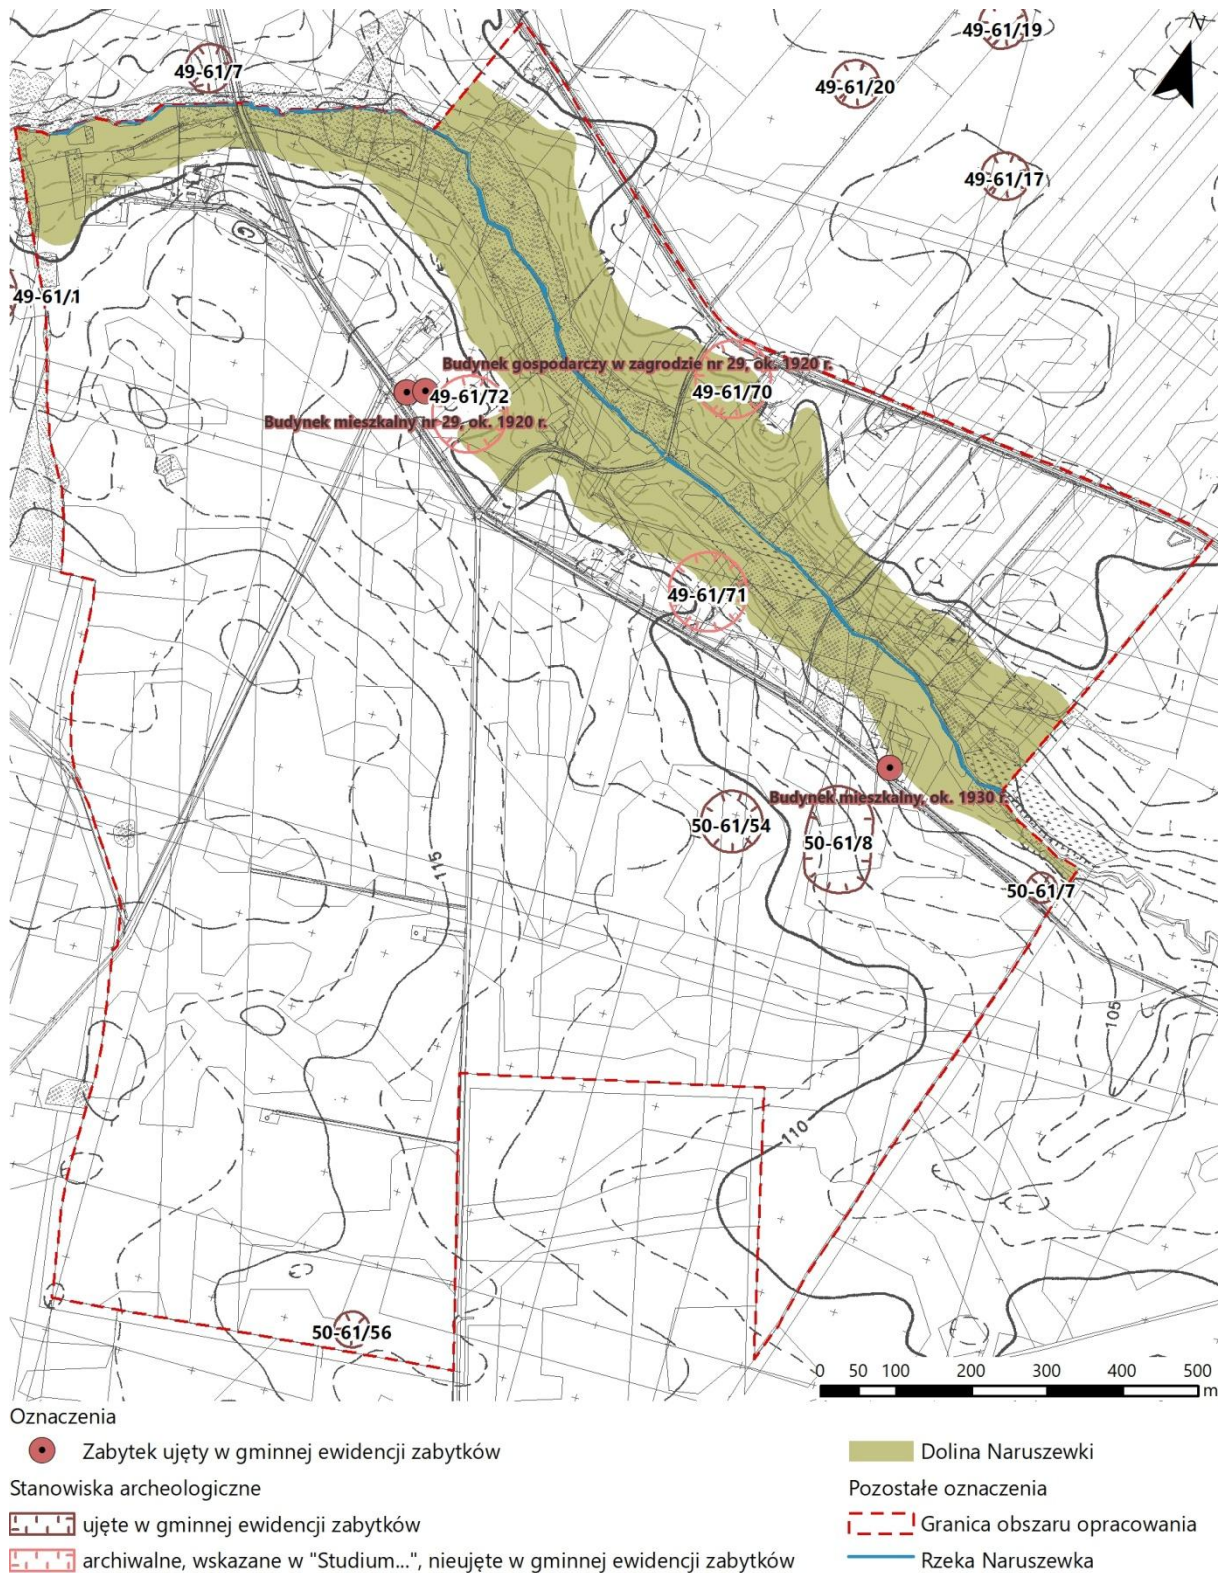 49-61/19
N
49-61/7
49-61/20
49-61/17
110
49-61/1
Budynek gospodarczy w zagrodzie nr 29, ok. 1920 r.
49-61/72
49-61/70
Budynek mieszkalny nr 29, ok. 1920 r.
49-61/71
Budynek mieszkalny, ok. 1930 r.
50-61/54
50-61/8
115
50-61/7
105
110
50-61/56
0 50 100 200 300 400 500
m
Oznaczenia
Zabytek ujęty w gminnej ewidencji zabytków
Dolina Naruszewki
Stanowiska archeologiczne
Pozostałe oznaczenia
ujęte w gminnej ewidencji zabytków
Granica obszaru opracowania
archiwalne, wskazane w "Studium...", nieujęte w gminnej ewidencji zabytków
Rzeka Naruszewka